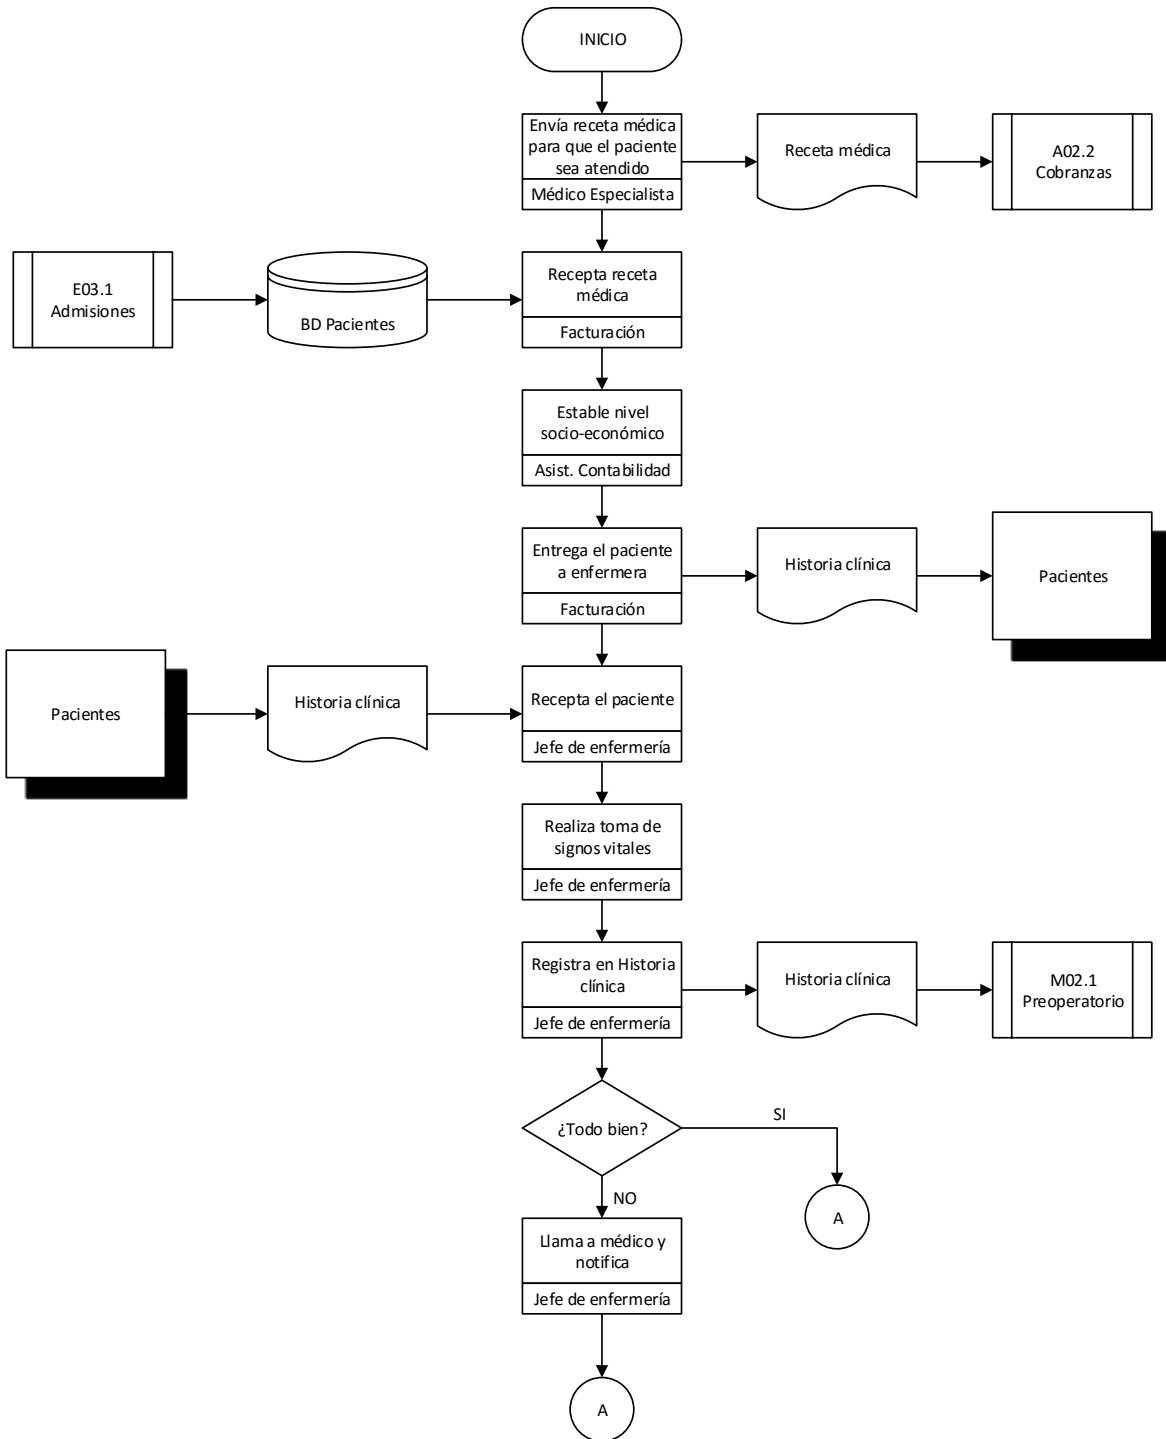 INICIO
Envía receta médica
para que el paciente
sea atendido
Médico Especialista
Receta médica
A02.2
Cobranzas
E03.1
Admisiones
BD Pacientes
Recepta receta
médica
Facturación
Estable nivel
socio-económico
Asist. Contabilidad
Entrega el paciente
a enfermera
Facturación
Historia clínica
Pacientes
Pacientes
Historia clínica
Recepta el paciente
Jefe de enfermería
Realiza toma de
signos vitales
Jefe de enfermería
Registra en Historia
clínica
Jefe de enfermería
Historia clínica
M02.1
Preoperatorio
¿Todo bien?
SI
A
NO
Llama a médico y
notifica
Jefe de enfermería
A